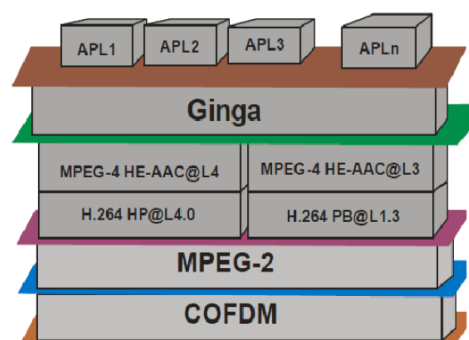 APL1 APL2 APL3 APLn
Ginga
MPEG-4 HE-AAC@L4 MPEG-4 HE-AAC@L3
H.264 HP@L4.0 H.264 PB@L1.3
MPEG-2
COFDM